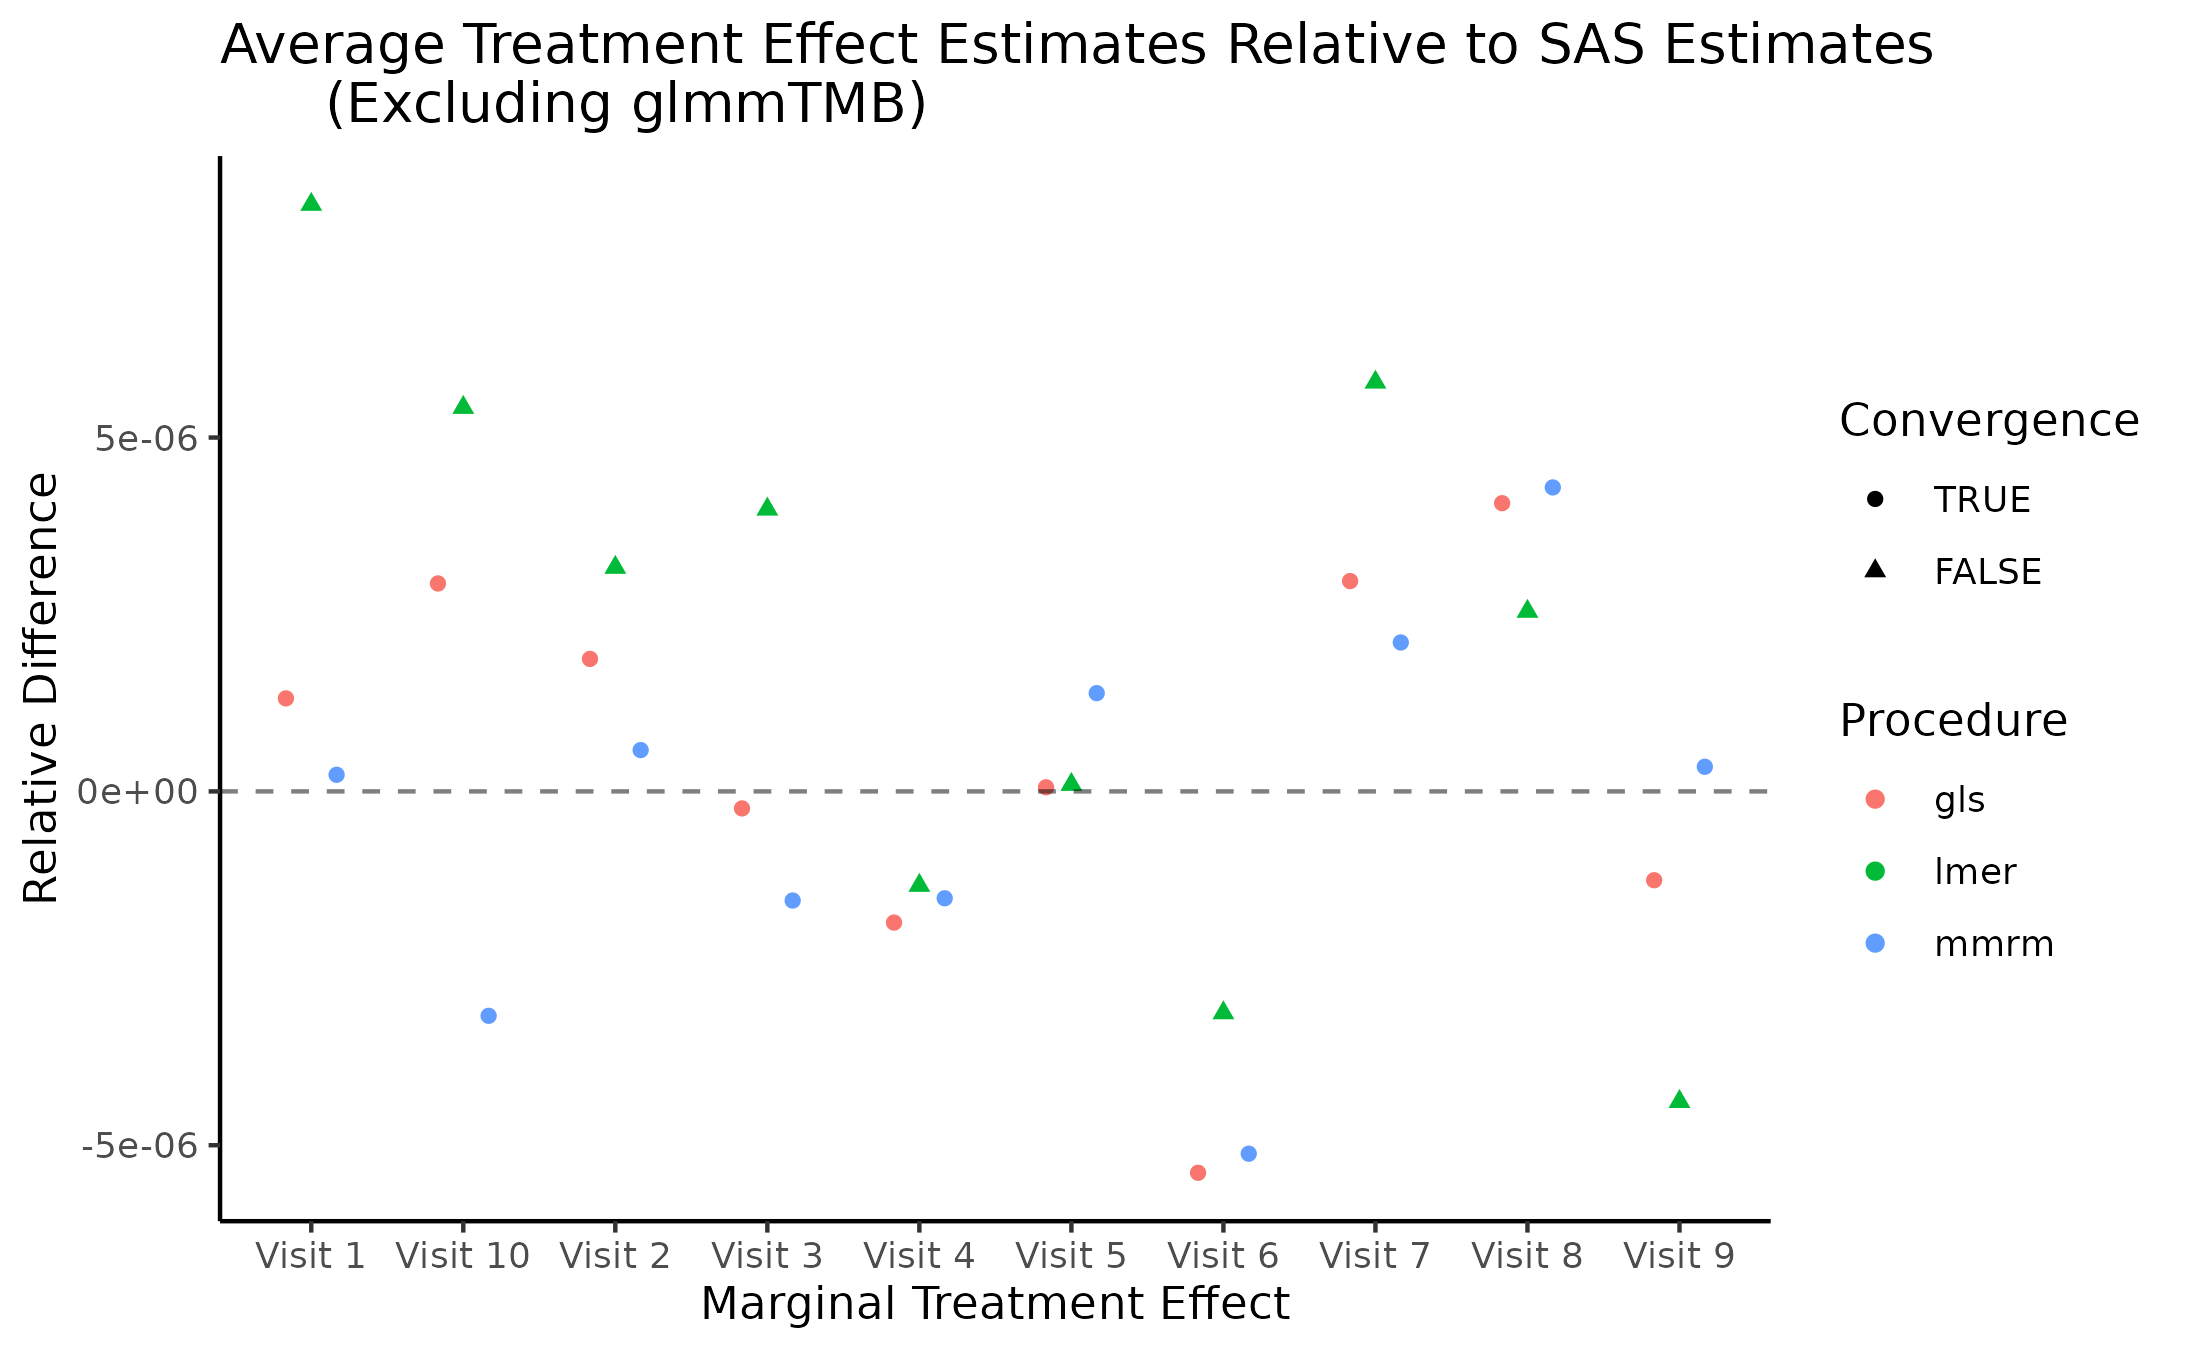 Average Treatment Effect Estimates Relative to SAS Estimates
(Excluding glmmTMB)
Relative Difference
5e-06
0e+00
-5e-06
Visit 1 Visit 10 Visit 2 Visit 3 Visit 4 Visit 5 Visit 6 Visit 7 Visit 8 Visit 9
Marginal Treatment Effect
Convergence
TRUE
FALSE
Procedure
gls
lmer
mmrm